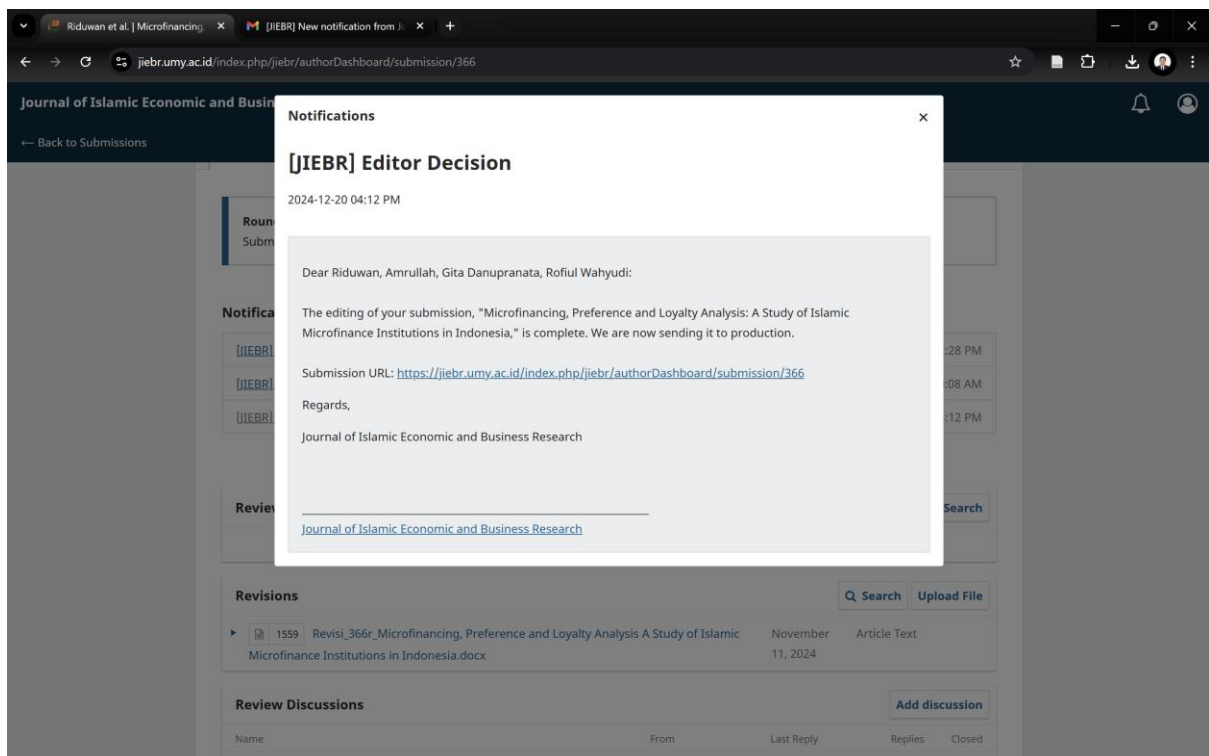 Riduwan et al. | Microfinancing,
[JIEBR] New notification from Jo
jiebr.umy.ac.id/index.php/jiebr/authorDashboard/submission/366
Journal of Islamic Economic and Busin
← Back to Submissions
Notifications
[JIEBR] Editor Decision
2024-12-20 04:12 PM
Roun
Subm
Dear Riduwan, Amrullah, Gita Danupranata, Rofiul Wahyudi:
The editing of your submission, "Microfinancing, Preference and Loyalty Analysis: A Study of Islamic
Microfinance Institutions in Indonesia," is complete. We are now sending it to production.
Submission URL: https://jiebr.umy.ac.id/index.php/jiebr/authorDashboard/submission/366
Regards,
Journal of Islamic Economic and Business Research
Journal of Islamic Economic and Business Research
Notifica
[JIEBR]
:28 PM
[JIEBR]
:08 AM
[JIEBR]
:12 PM
Review
Search
Revisions
Search
Upload File
1559 Revisi_366r_Microfinancing, Preference and Loyalty Analysis A Study of Islamic
Microfinance Institutions in Indonesia.docx
November
11, 2024
Article Text
Review Discussions
Add discussion
Name From Last Reply Replies Closed